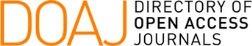 DOAJ
DIRECTORY OF
OPEN ACCESS
JOURNALS